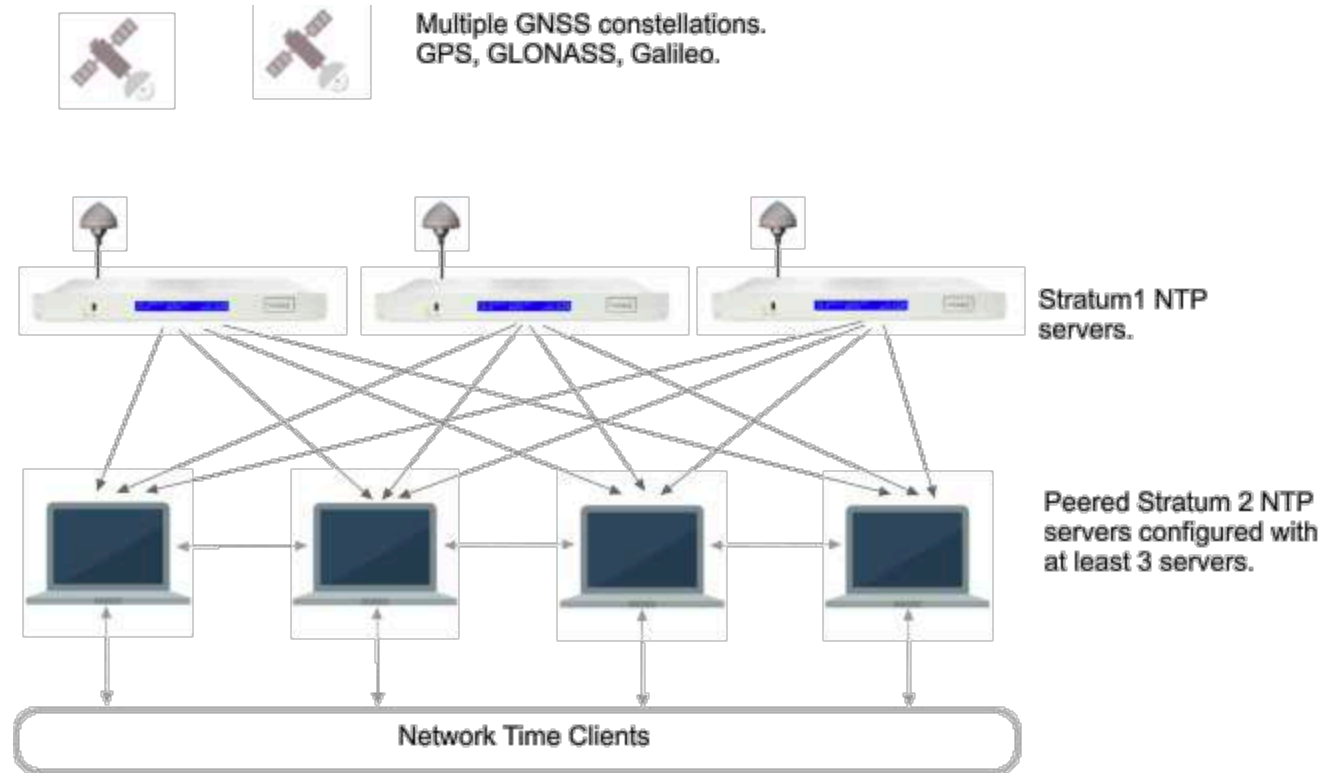 Multiple GNSS constellations.
GPS, GLONASS, Galileo.
Stratum1 NTP
servers.
Peered Stratum 2 NTP
servers configured with
at least 3 servers.
Network Time Clients